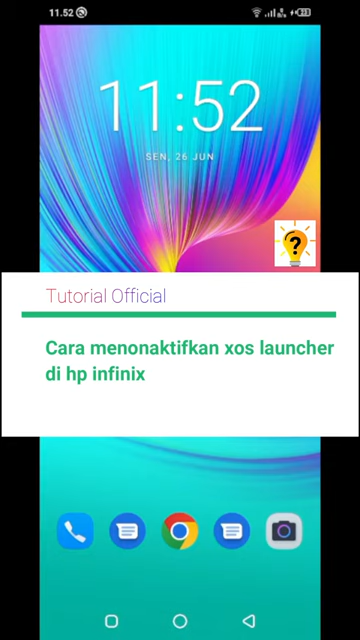 11.52
11:52
SEN, 26 JUN
?
Tutorial Official
Cara menonaktifkan xos launcher
di hp infinix